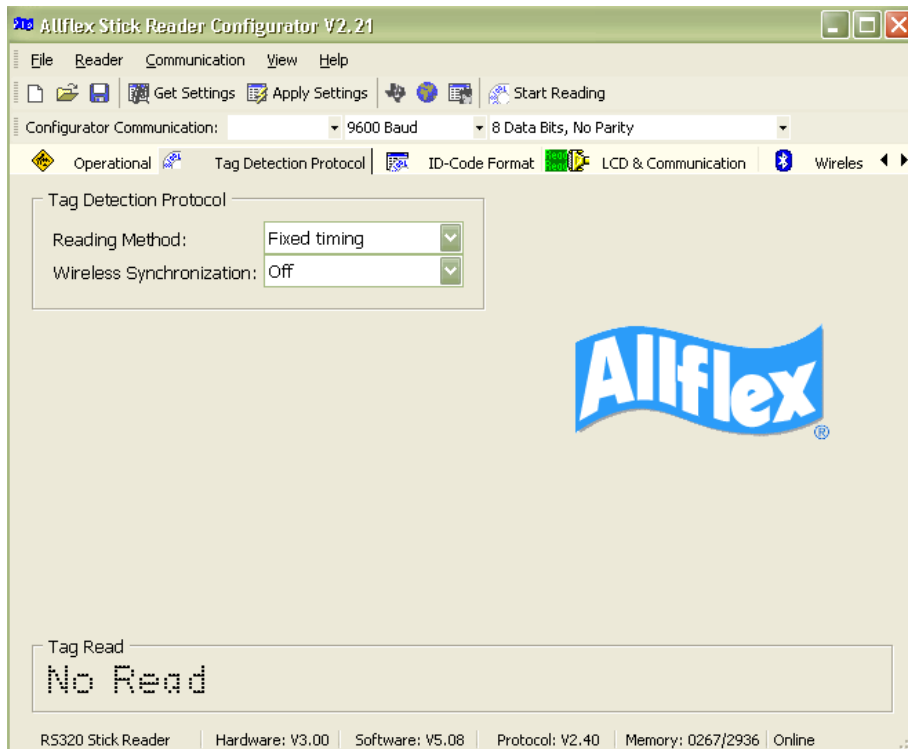 Allflex Stick Reader Configurator V2.21
File Reader Communication View Help
Get Settings Apply Settings Start Reading
Configurator Communication: 9600 Baud 8 Data Bits, No Parity
Operational Tag Detection Protocol ID-Code Format LCD & Communication Wireles
Tag Detection Protocol
Reading Method: Fixed timing
Wireless Synchronization: Off
Allflex
®
Tag Read
No Read
RS320 Stick Reader Hardware: V3.00 Software: V5.08 Protocol: V2.40 Memory: 0267/2936 Online